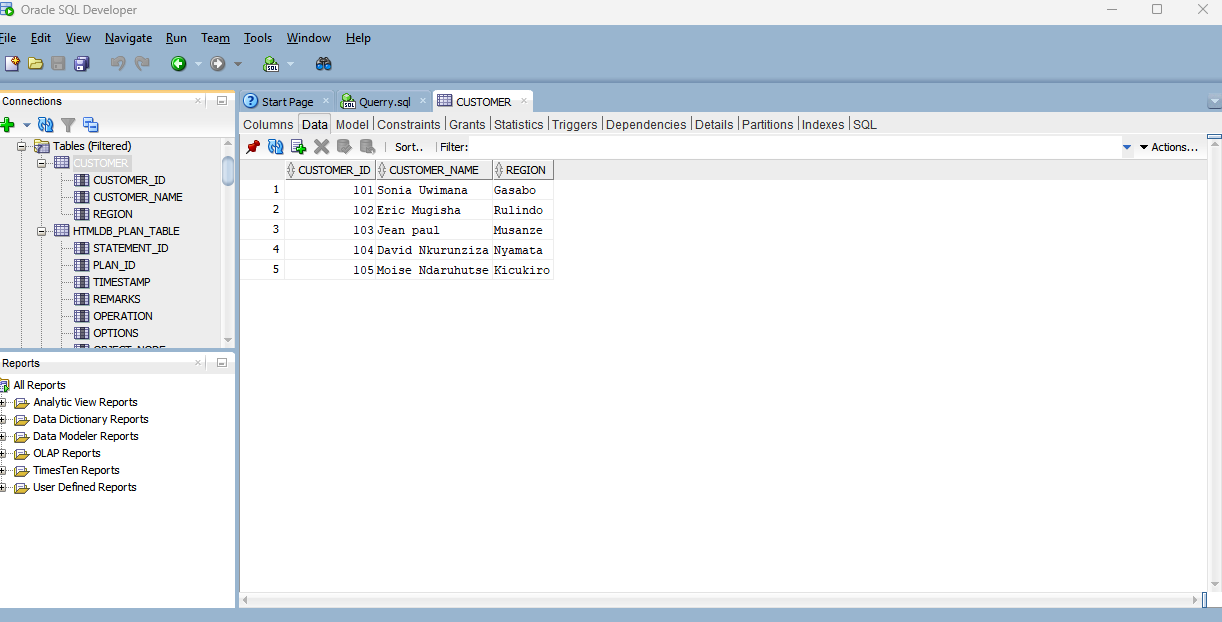 Oracle SQL Developer
File Edit View Navigate Run Team Tools Window Help
Connections
Start Page Querry.sql CUSTOMER
Columns Data Model Constraints Grants Statistics Triggers Dependencies Details Partitions Indexes SQL
Sort.. Filter: Actions...
Tables (Filtered)
CUSTOMER
CUSTOMER_ID
CUSTOMER_NAME
REGION
HTMLDB_PLAN_TABLE
STATEMENT_ID
PLAN_ID
TIMESTAMP
REMARKS
OPERATION
OPTIONS
OBJECT_NODE
CUSTOMER_ID CUSTOMER_NAME REGION
1 101 Sonia Uwimana Gasabo
2 102 Eric Mugisha Rulindo
3 103 Jean paul Musanze
4 104 David Nkurunziza Nyamata
5 105 Moise Ndaruhutse Kicukiro
Reports
All Reports
Analytic View Reports
Data Dictionary Reports
Data Modeler Reports
OLAP Reports
TimesTen Reports
User Defined Reports